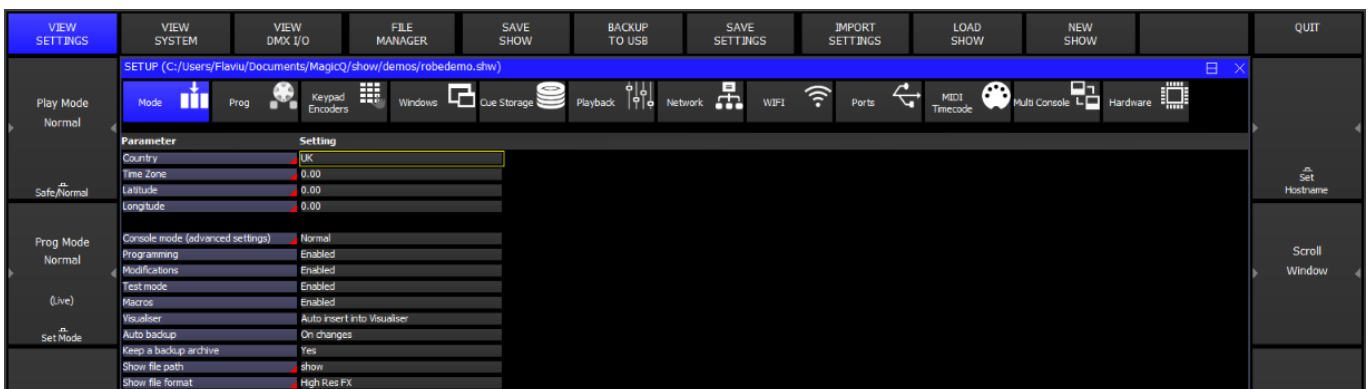 VIEW
SETTINGS
VIEW
SYSTEM
VIEW
DMX I/O
FILE
MANAGER
SAVE
SHOW
BACKUP
TO USB
SAVE
SETTINGS
IMPORT
SETTINGS
LOAD
SHOW
NEW
SHOW
QUIT
SETUP (C:/Users/Flaviu/Documents/MagicQ/show/demos/robedemo.shw)
Mode
Prog
Keypad
Encoders
Windows
Cue Storage
Playback
Network
WIFI
Ports
MIDI
Timecode
Multi Console
Hardware
Play Mode
Normal
Safe/Normal
Prog Mode
Normal
(Live)
Set Mode
Parameter Setting
Country UK
Time Zone 0.00
Latitude 0.00
Longitude 0.00
Console mode (advanced settings) Normal
Programming Enabled
Modifications Enabled
Test mode Enabled
Macros Enabled
Visualiser Auto insert into Visualiser
Auto backup On changes
Keep a backup archive Yes
Show file path show
Show file format High Res FX
Set
Hostname
Scroll
Window